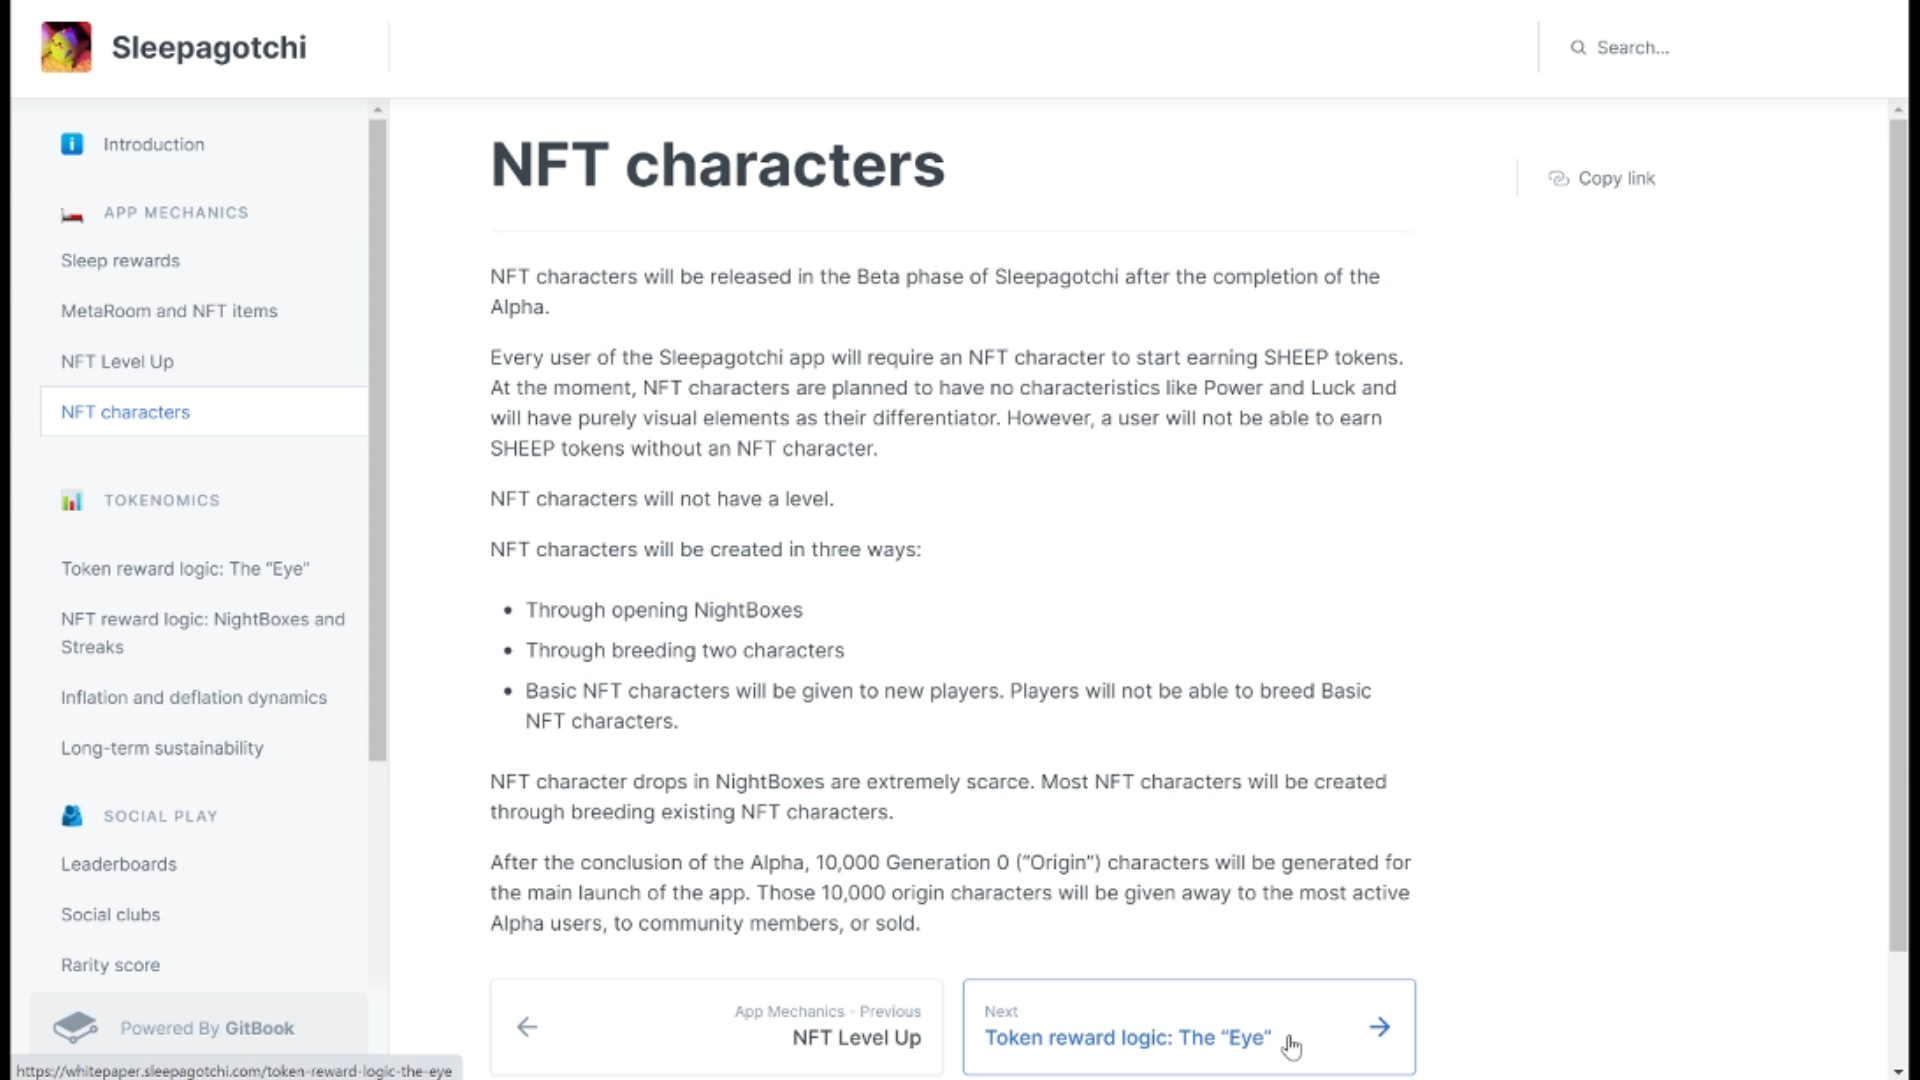 Sleepagotchi
Search...
Introduction
APP MECHANICS
Sleep rewards
MetaRoom and NFT items
NFT Level Up
NFT characters
TOKENOMICS
Token reward logic: The “Eye”
NFT reward logic: NightBoxes and
Streaks
Inflation and deflation dynamics
Long-term sustainability
SOCIAL PLAY
Leaderboards
Social clubs
Rarity score
Powered By GitBook
https://whitepaper.sleepagotchi.com/token-reward-logic-the-eye
NFT characters
Copy link
NFT characters will be released in the Beta phase of Sleepagotchi after the completion of the
Alpha.
Every user of the Sleepagotchi app will require an NFT character to start earning SHEEP tokens.
At the moment, NFT characters are planned to have no characteristics like Power and Luck and
will have purely visual elements as their differentiator. However, a user will not be able to earn
SHEEP tokens without an NFT character.
NFT characters will not have a level.
NFT characters will be created in three ways:
• Through opening NightBoxes
• Through breeding two characters
• Basic NFT characters will be given to new players. Players will not be able to breed Basic
NFT characters.
NFT character drops in NightBoxes are extremely scarce. Most NFT characters will be created
through breeding existing NFT characters.
After the conclusion of the Alpha, 10,000 Generation 0 (“Origin”) characters will be generated for
the main launch of the app. Those 10,000 origin characters will be given away to the most active
Alpha users, to community members, or sold.
App Mechanics - Previous
NFT Level Up
Next
Token reward logic: The “Eye”